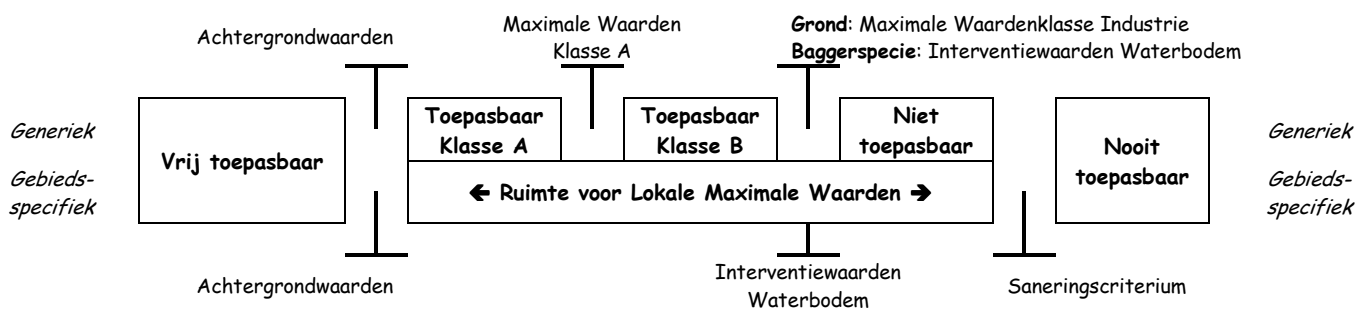 Achtergrondwaarden
Maximale Waarden
Klasse A
Grond: Maximale Waardenklasse Industrie
Baggerspecie: Interventiewaarden Waterbodem
Generiek
Gebieds-
specifiek
Vrij toepasbaar
Toepasbaar
Klasse A
Toepasbaar
Klasse B
Niet
toepasbaar
← Ruimte voor Lokale Maximale Waarden →
Nooit
toepasbaar
Generiek
Gebieds-
specifiek
Achtergrondwaarden
Interventiewaarden
Waterbodem
Saneringscriterium